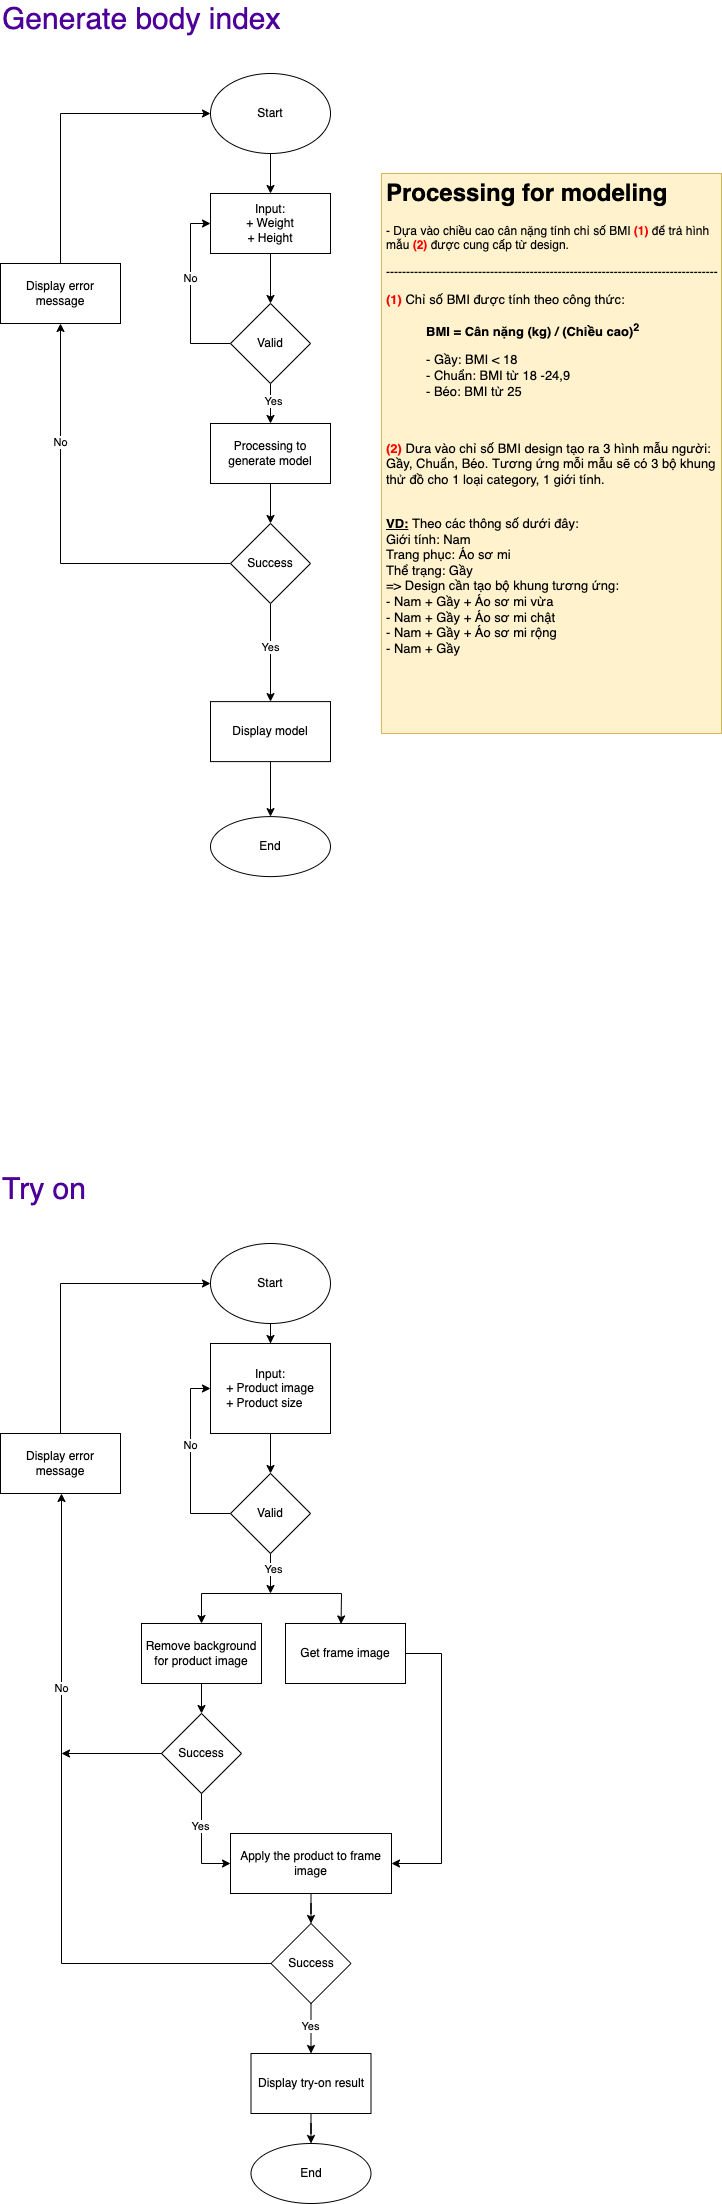 Generate body index
Start
Input:
+ Weight
+ Height
No
Display error
message
Valid
Yes
No
Processing to
generate model
Success
Yes
Display model
End
Processing for modeling
- Dựa vào chiều cao cân nặng tính chỉ số BMI (1) để trả hình
mẫu (2) được cung cấp từ design.
-----------------------------------------------------------------------------------
(1) Chỉ số BMI được tính theo công thức:
BMI = Cân nặng (kg) / (Chiều cao)²
- Gầy: BMI < 18
- Chuẩn: BMI từ 18 -24,9
- Béo: BMI từ 25
(2) Dưa vào chỉ số BMI design tạo ra 3 hình mẫu người:
Gầy, Chuẩn, Béo. Tương ứng mỗi mẫu sẽ có 3 bộ khung
thử đồ cho 1 loại category, 1 giới tính.
VD: Theo các thông số dưới đây:
Giới tính: Nam
Trang phục: Áo sơ mi
Thể trạng: Gầy
=> Design cần tạo bộ khung tương ứng:
- Nam + Gầy + Áo sơ mi vừa
- Nam + Gầy + Áo sơ mi chật
- Nam + Gầy + Áo sơ mi rộng
- Nam + Gầy
Try on
Start
Input:
+ Product image
+ Product size
No
Display error
message
Valid
Yes
Remove background
for product image
Get frame image
No
Success
Yes
Apply the product to frame
image
Success
Yes
Display try-on result
End